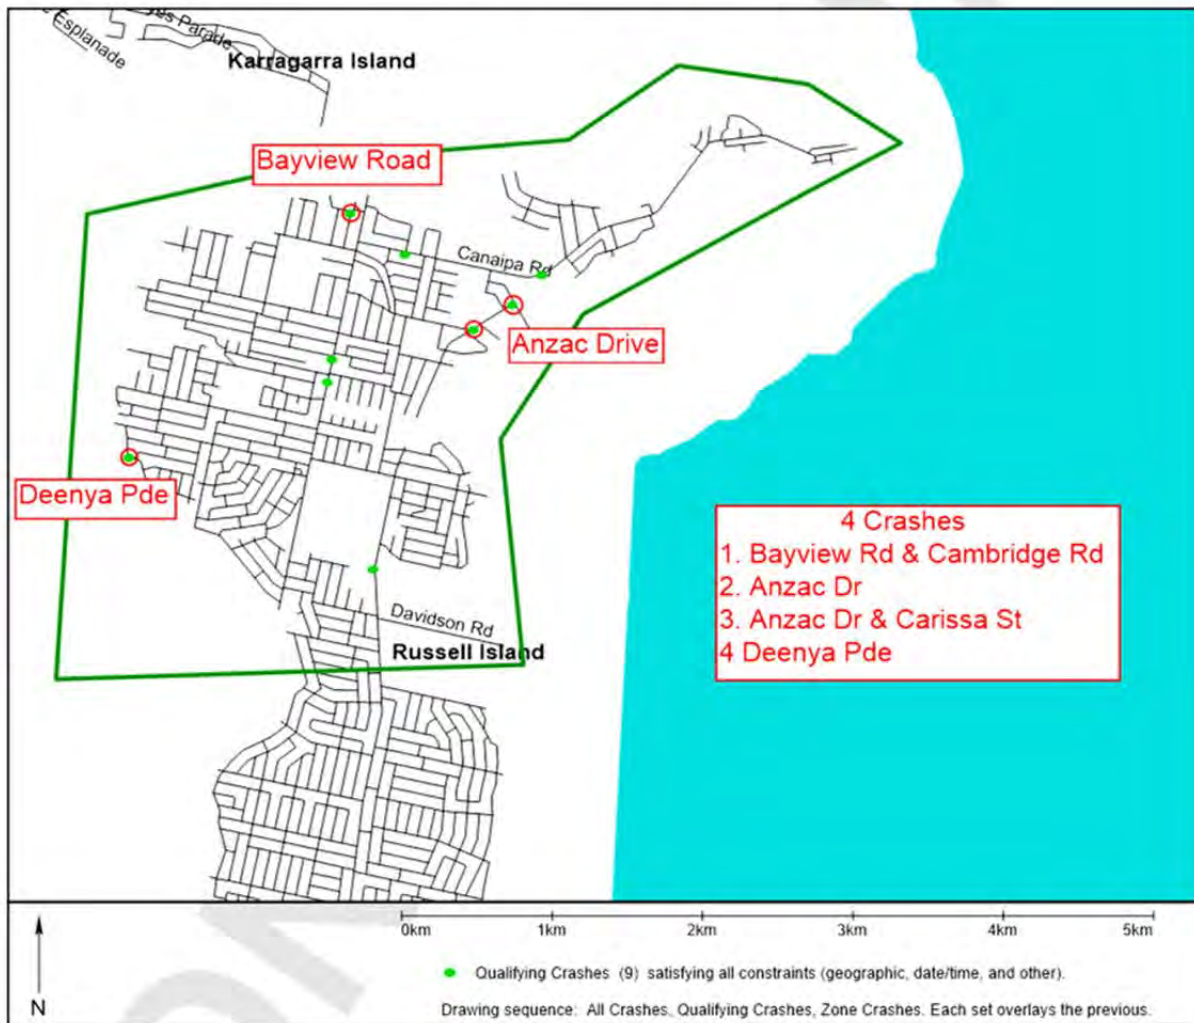 Parade
Esplanade
Karragarra Island
Bayview Road
Canaipa Rd
Anzac Drive
Deenya Pde
4 Crashes
1. Bayview Rd & Cambridge Rd
2. Anzac Dr
3. Anzac Dr & Carissa St
4 Deenya Pde
Davidson Rd
Russell Island
0km 1km 2km 3km 4km 5km
Qualifying Crashes (9) satisfying all constraints (geographic, date/time, and other).
N
Drawing sequence: All Crashes, Qualifying Crashes, Zone Crashes. Each set overlays the previous.